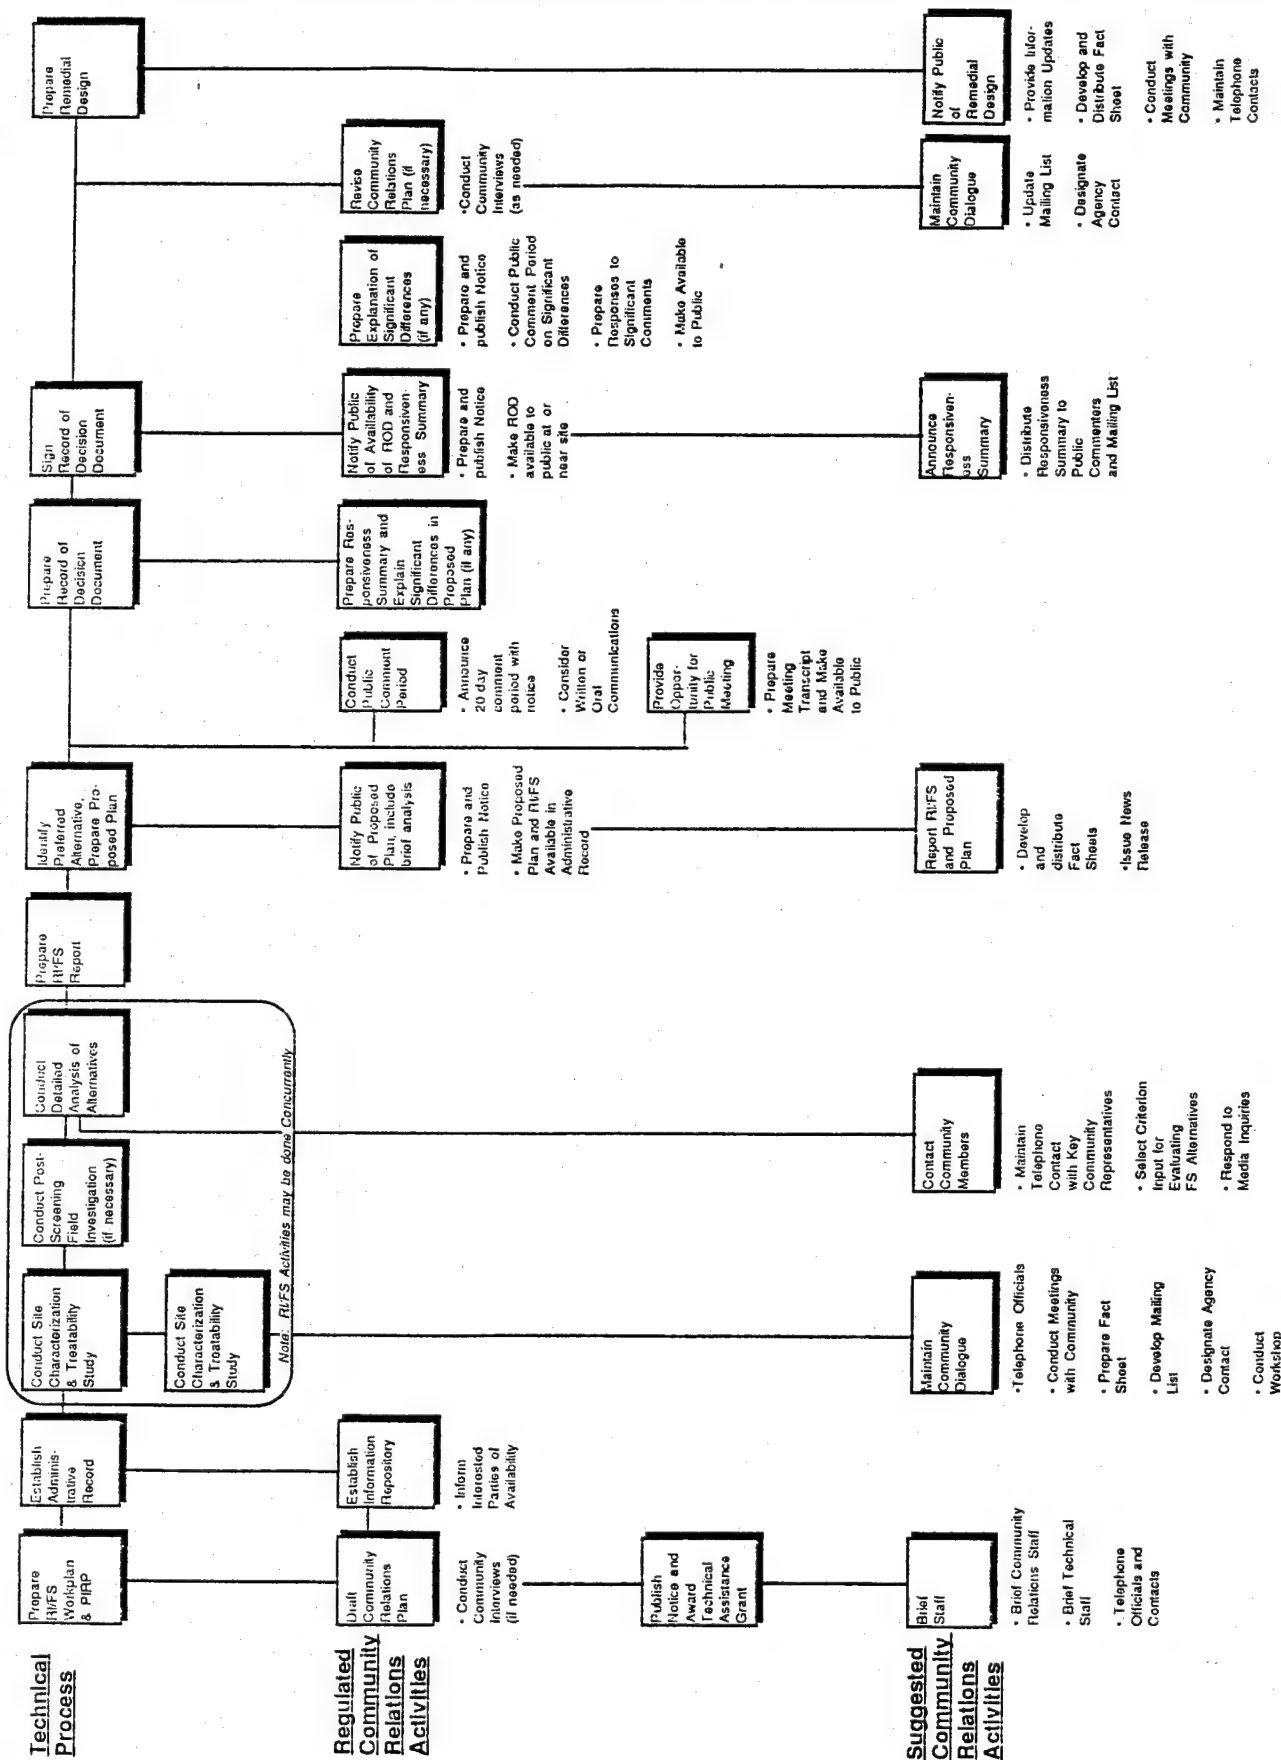 Technical
Process
Prepare
RI/FS
Workplan
& PIRP
Establish
Adminis-
trative
Record
Conduct Site
Characterization
& Treatability
Study
Conduct Site
Characterization
& Treatability
Study
Conduct Post-
Screening
Field
Investigation
(if necessary)
Conduct
Detailed
Analysis of
Alternatives
Note: RI/FS Activities may be done Concurrently
Prepare
RI/FS
Report
Identify
Preferred
Alternative,
Prepare Pro-
posed Plan
Prepare
Record of
Decision
Document
Sign
Record of
Decision
Document
Prepare
Remedial
Design
Regulated
Community
Relations
Activities
Draft
Community
Relations
Plan
• Conduct
Community
Interviews
(if needed)
Establish
Information
Repository
• Inform
Interested
Parties of
Availability
Publish
Notice and
Award
Technical
Assistance
Grant
Notify Public
of Proposed
Plan, include
brief analysis
• Prepare and
Publish Notice
• Make Proposed
Plan and RI/FS
Available in
Administrative
Record
Conduct
Public
Comment
Period
• Announce
20 day
comment
period with
notice
• Consider
Written or
Oral
Communications
Provide
Oppor-
tunity for
Public
Meeting
• Prepare
Meeting
Transcript
and Make
Available
to Public
Prepare Res-
ponsiveness
Summary and
Explain
Significant
Differences in
Proposed
Plan (if any)
Notify Public
of Availlability
of ROD and
Responsiven-
ess Summary
• Prepare and
publish Notice
• Make ROD
available to
public at or
near site
Prepare
Explanation of
Significant
Differences
(if any)
• Prepare and
publish Notice
• Conduct Public
Comment Period
on Significant
Differences
• Prepare
Responses to
Significant
Comments
• Make Available
to Public
Revise
Community
Relations
Plan (if
necessary)
•Conduct
Community
Interviews
(as needed)
Suggested
Community
Relations
Activities
Brief
Staff
• Brief Community
Relations Staff
• Brief Technical
Staff
• Telephone
Officials and
Contacts
Maintain
Community
Dialogue
•Telephone Officials
• Conduct Meetings
with Community
• Prepare Fact
Sheet
• Develop Mailing
List
• Designate Agency
Contact
• Conduct
Workshop
Contact
Community
Members
• Maintain
Telephone
Contact
with Key
Community
Representatives
• Select Criterion
Input for
Evaluating
FS Alternatives
• Respond to
Media Inquiries
Report RI/FS
and Proposed
Plan
• Develop
and
distribute
Fact
Sheets
•Issue News
Release
Announce
Responsiven-
ess
Summary
• Distribute
Responsiveness
Summary to
Public
Commenters
and Mailing List
Maintain
Community
Dialogue
• Update
Mailing List
• Designate
Agency
Contact
Notify Public
of
Remedial
Design
• Provide Infor-
mation Updates
• Develop and
Distribute Fact
Sheet
• Conduct
Meetings with
Community
• Maintain
Telephone
Contacts